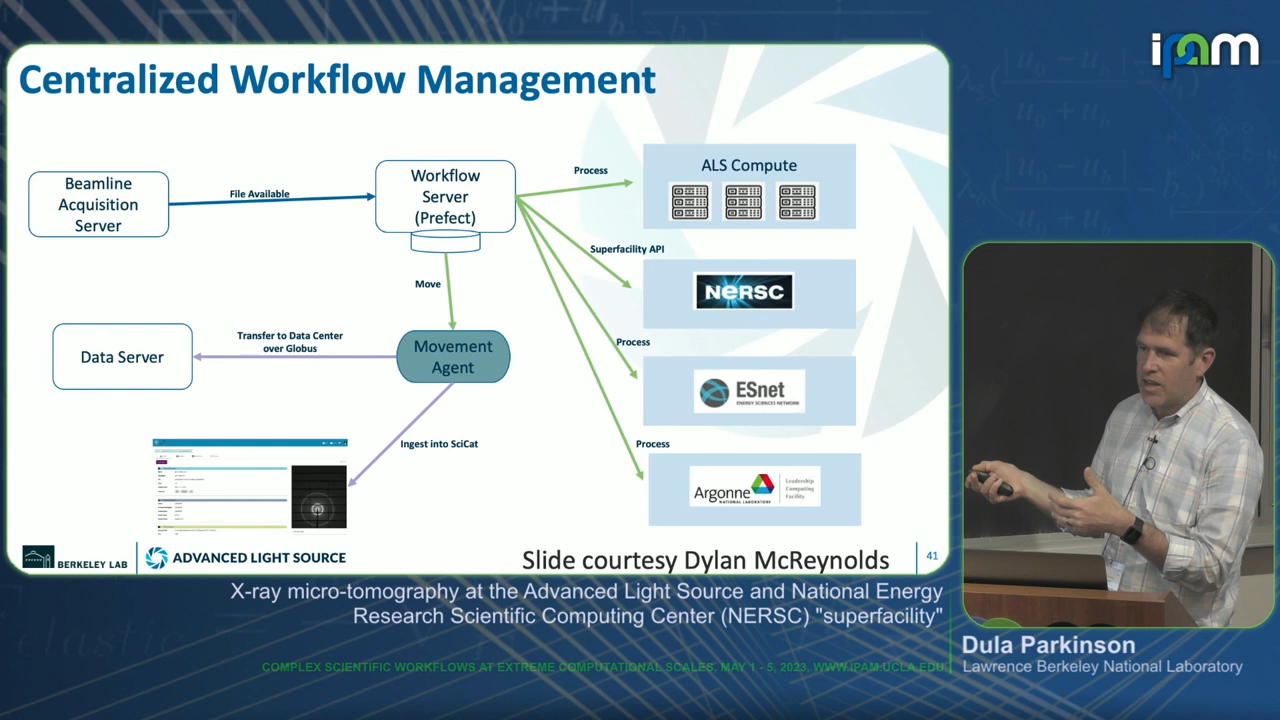 ipam
Centralized Workflow Management
Beamline
Acquisition
Server
File Available
Workflow
Server
(Prefect)
Process
ALS Compute
Superfacility API
NERSC
Move
Process
ESnet
ENERGY SCIENCES NETWORK
Data Server
Transfer to Data Center
over Globus
Movement
Agent
Ingest into SciCat
Process
Argonne
NATIONAL LABORATORY
Leadership
Computing
Facility
BERKELEY LAB
ADVANCED LIGHT SOURCE
Slide courtesy Dylan McReynolds
41
X-ray micro-tomography at the Advanced Light Source and National Energy
Research Scientific Computing Center (NERSC) "superfacility"
Dula Parkinson
Lawrence Berkeley National Laboratory
COMPLEX SCIENTIFIC WORKFLOWS AT EXTREME COMPUTATIONAL SCALES, MAY 1 - 5, 2023, WWW.IPAM.UCLA.EDU
elastic